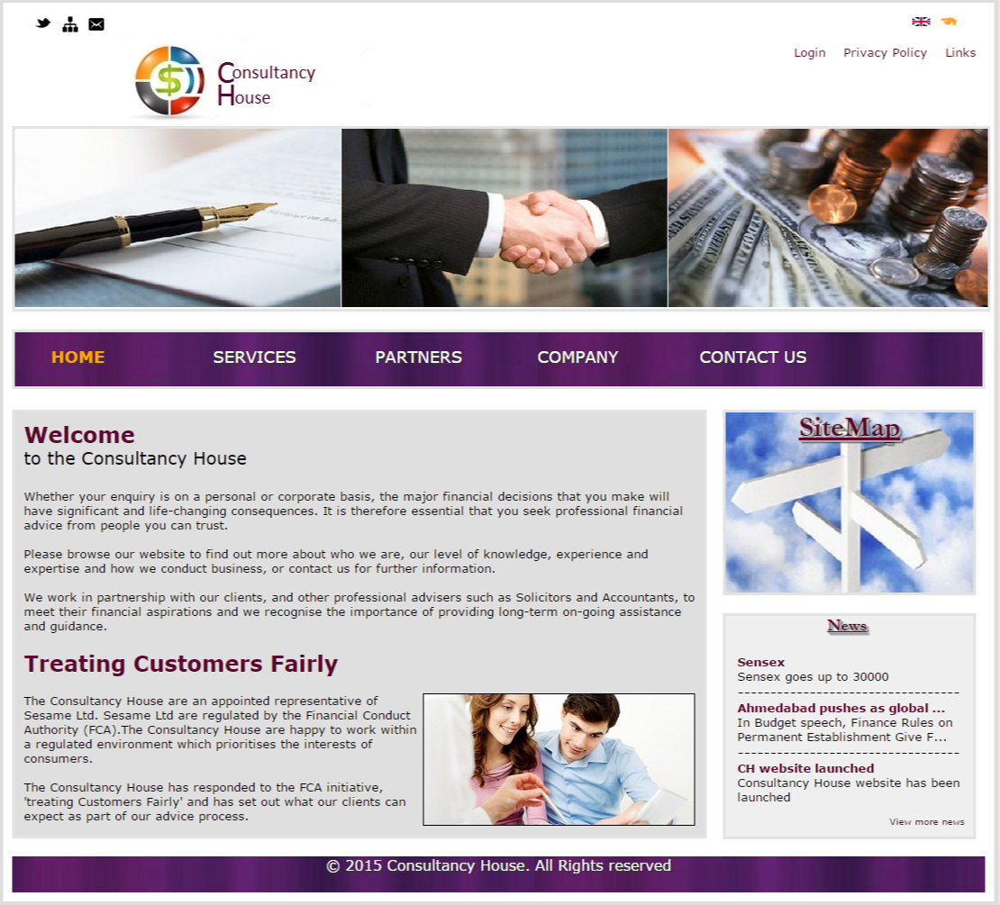 Login Privacy Policy Links
Consultancy
House
HOME SERVICES PARTNERS COMPANY CONTACT US
Welcome
to the Consultancy House
Whether your enquiry is on a personal or corporate basis, the major financial decisions that you make will
have significant and life-changing consequences. It is therefore essential that you seek professional financial
advice from people you can trust.
Please browse our website to find out more about who we are, our level of knowledge, experience and
expertise and how we conduct business, or contact us for further information.
We work in partnership with our clients, and other professional advisers such as Solicitors and Accountants, to
meet their financial aspirations and we recognise the importance of providing long-term on-going assistance
and guidance.
Treating Customers Fairly
The Consultancy House are an appointed representative of
Sesame Ltd. Sesame Ltd are regulated by the Financial Conduct
Authority (FCA).The Consultancy House are happy to work within
a regulated environment which prioritises the interests of
consumers.
The Consultancy House has responded to the FCA initiative,
'treating Customers Fairly' and has set out what our clients can
expect as part of our advice process.
SiteMap
News
Sensex
Sensex goes up to 30000
---------------------------------
Ahmedabad pushes as global ...
In Budget speech, Finance Rules on
Permanent Establishment Give F...
---------------------------------
CH website launched
Consultancy House website has been
launched
View more news
© 2015 Consultancy House. All Rights reserved